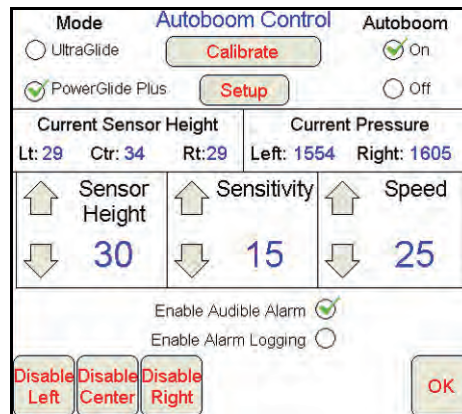 Mode Autoboom Control Autoboom
UltraGlide Calibrate On
PowerGlide Plus Setup Off
Current Sensor Height Current Pressure
Lt: 29 Ctr: 34 Rt:29 Left: 1554 Right: 1605
Sensor Height Sensitivity Speed
30 15 25
Enable Audible Alarm
Enable Alarm Logging
Disable Left Disable Center Disable Right OK